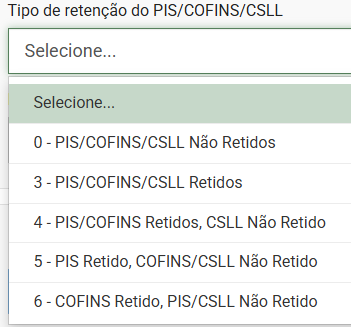 Tipo de retenção do PIS/COFINS/CSLL
Selecione...
Selecione...
0 - PIS/COFINS/CSLL Não Retidos
3 - PIS/COFINS/CSLL Retidos
4 - PIS/COFINS Retidos, CSLL Não Retido
5 - PIS Retido, COFINS/CSLL Não Retido
6 - COFINS Retido, PIS/CSLL Não Retido